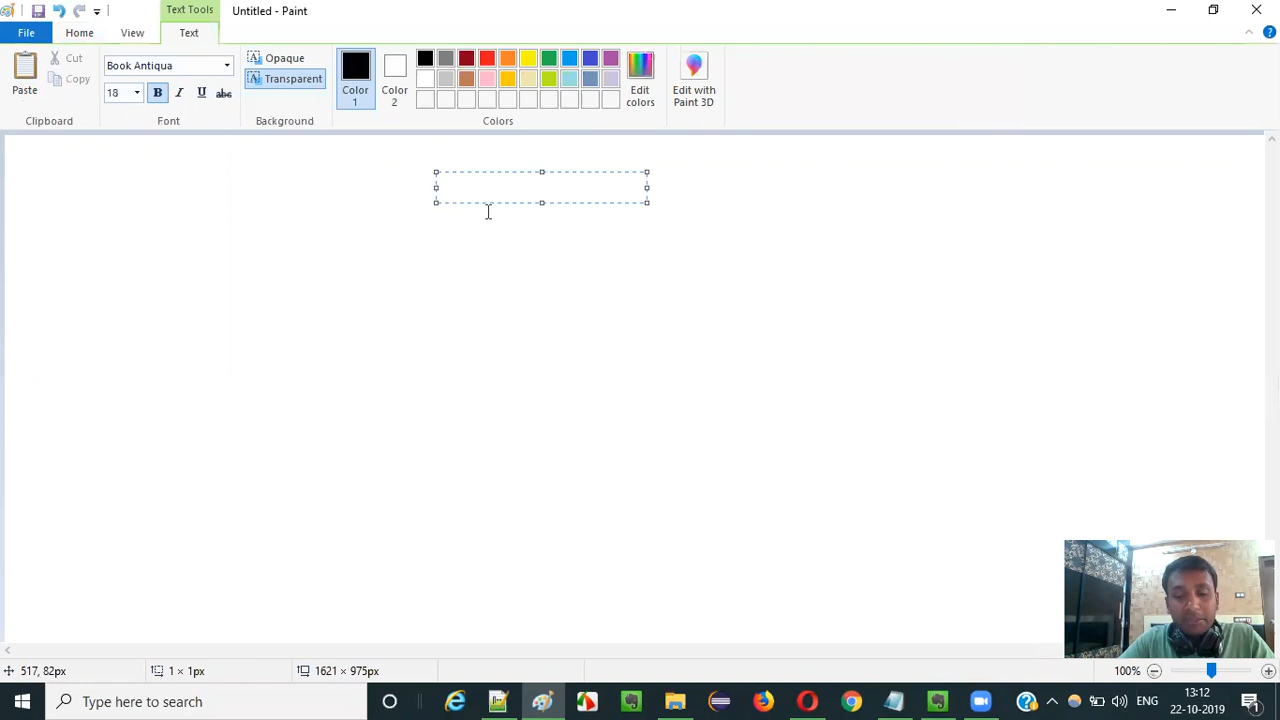 Text Tools
Untitled - Paint
File
Home
View
Text
Paste
Cut
Copy
Book Antiqua
18
B
I
U
abc
Opaque
Transparent
Color 1
Color 2
Edit colors
Edit with Paint 3D
Clipboard
Font
Background
Colors
517, 82px
1 × 1px
1621 × 975px
100%
Type here to search
ENG
13:12
22-10-2019